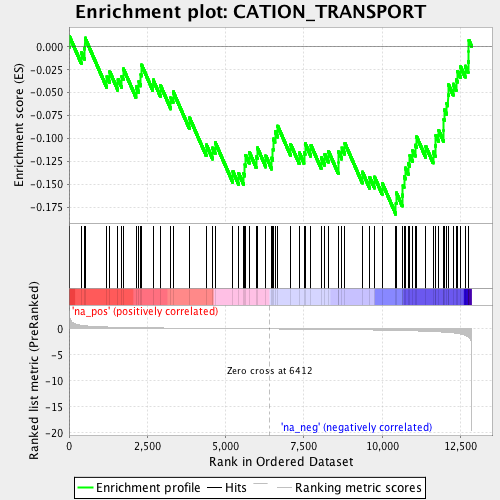 Enrichment plot: CATION_TRANSPORT
Enrichment score (ES)
0.000
-0.025
-0.050
-0.075
-0.100
-0.125
-0.150
-0.175
'na_pos' (positively correlated)
Ranked list metric (PreRanked)
5
0
-5
-10
-15
-20
Zero cross at 6412
'na_neg' (negatively correlated)
0
2,500
5,000
7,500
10,000
12,500
Rank in Ordered Dataset
Enrichment profile
Hits
Ranking metric scores